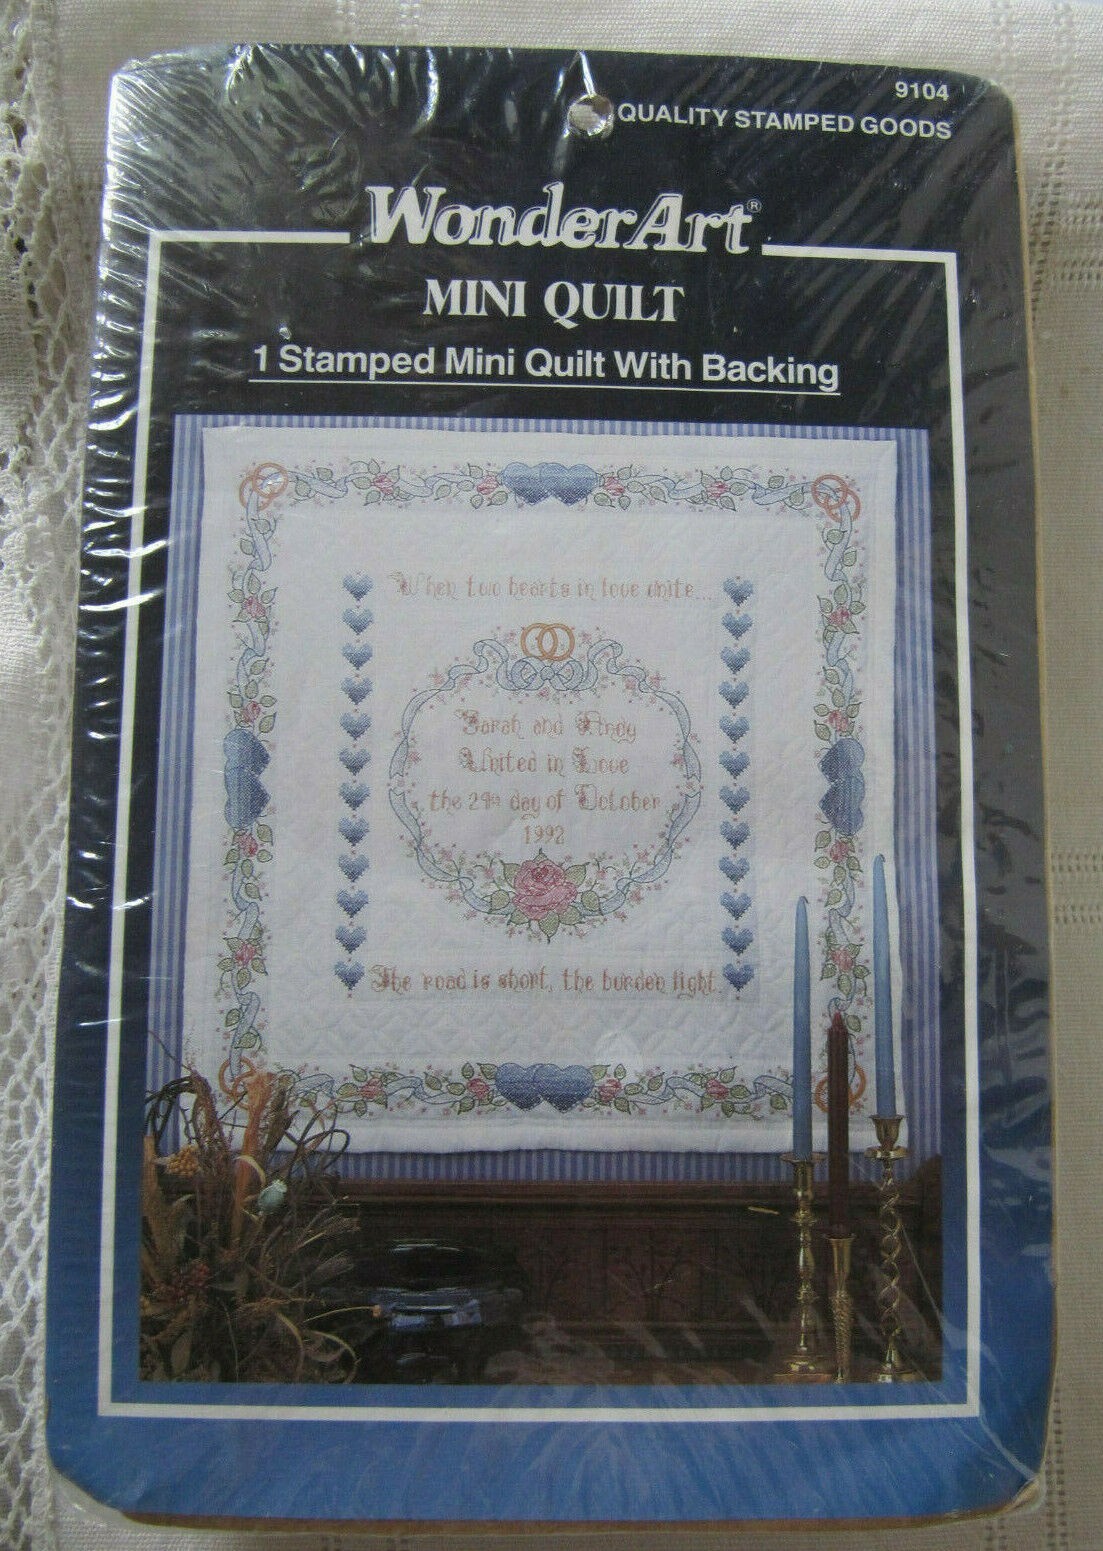 9104
QUALITY STAMPED GOODS
WonderArt®
MINI QUILT
1 Stamped Mini Quilt With Backing
When two hearts in love unite...
Sarah and Andy
United in Love
the 24th day of October
1992
The road is short, the burden light.